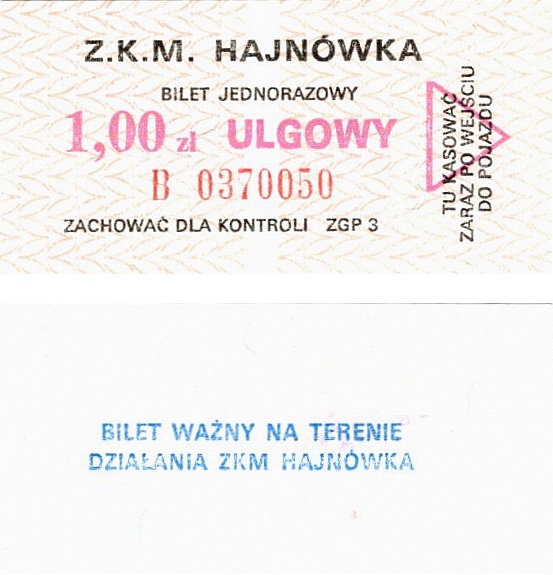 Z.K.M. HAJNÓWKA
BILET JEDNORAZOWY
1,00 zł ULGOWY
B 0370050
ZACHOWAĆ DLA KONTROLI ZGP 3
TU KASOWAĆ
ZARAZ PO WEJŚCIU
DO POJAZDU
BILET WAŻNY NA TERENIE
DZIAŁANIA ZKM HAJNÓWKA